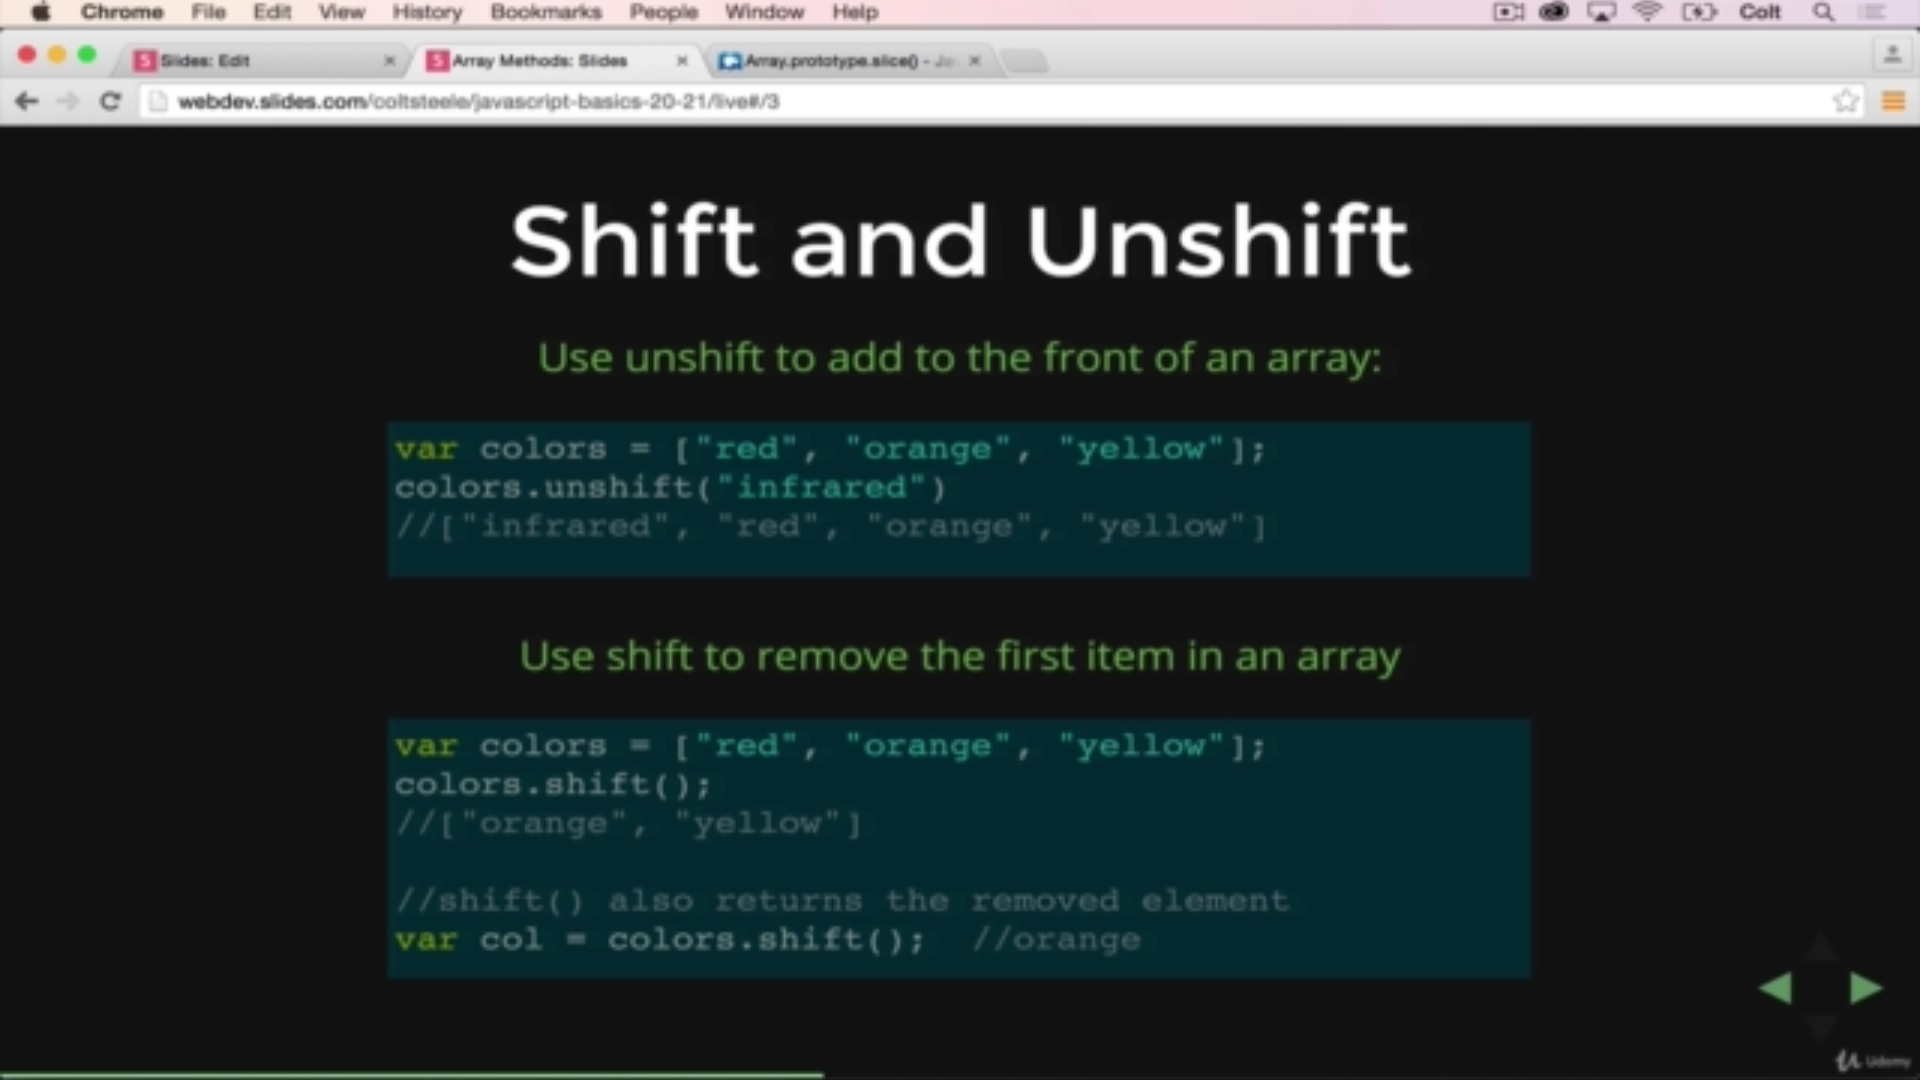 Chrome File Edit View History Bookmarks People Window Help Colt
Slides: Edit Array Methods: Slides Array.prototype.slice() -
webdev.slides.com/coltsteele/javascript-basics-20-21/live#/3
Shift and Unshift
Use unshift to add to the front of an array:
var colors = ["red", "orange", "yellow"];
colors.unshift("infrared")
//["infrared", "red", "orange", "yellow"]
Use shift to remove the first item in an array
var colors = ["red", "orange", "yellow"];
colors.shift();
//["orange", "yellow"]
//shift() also returns the removed element
var col = colors.shift(); //orange
Udemy